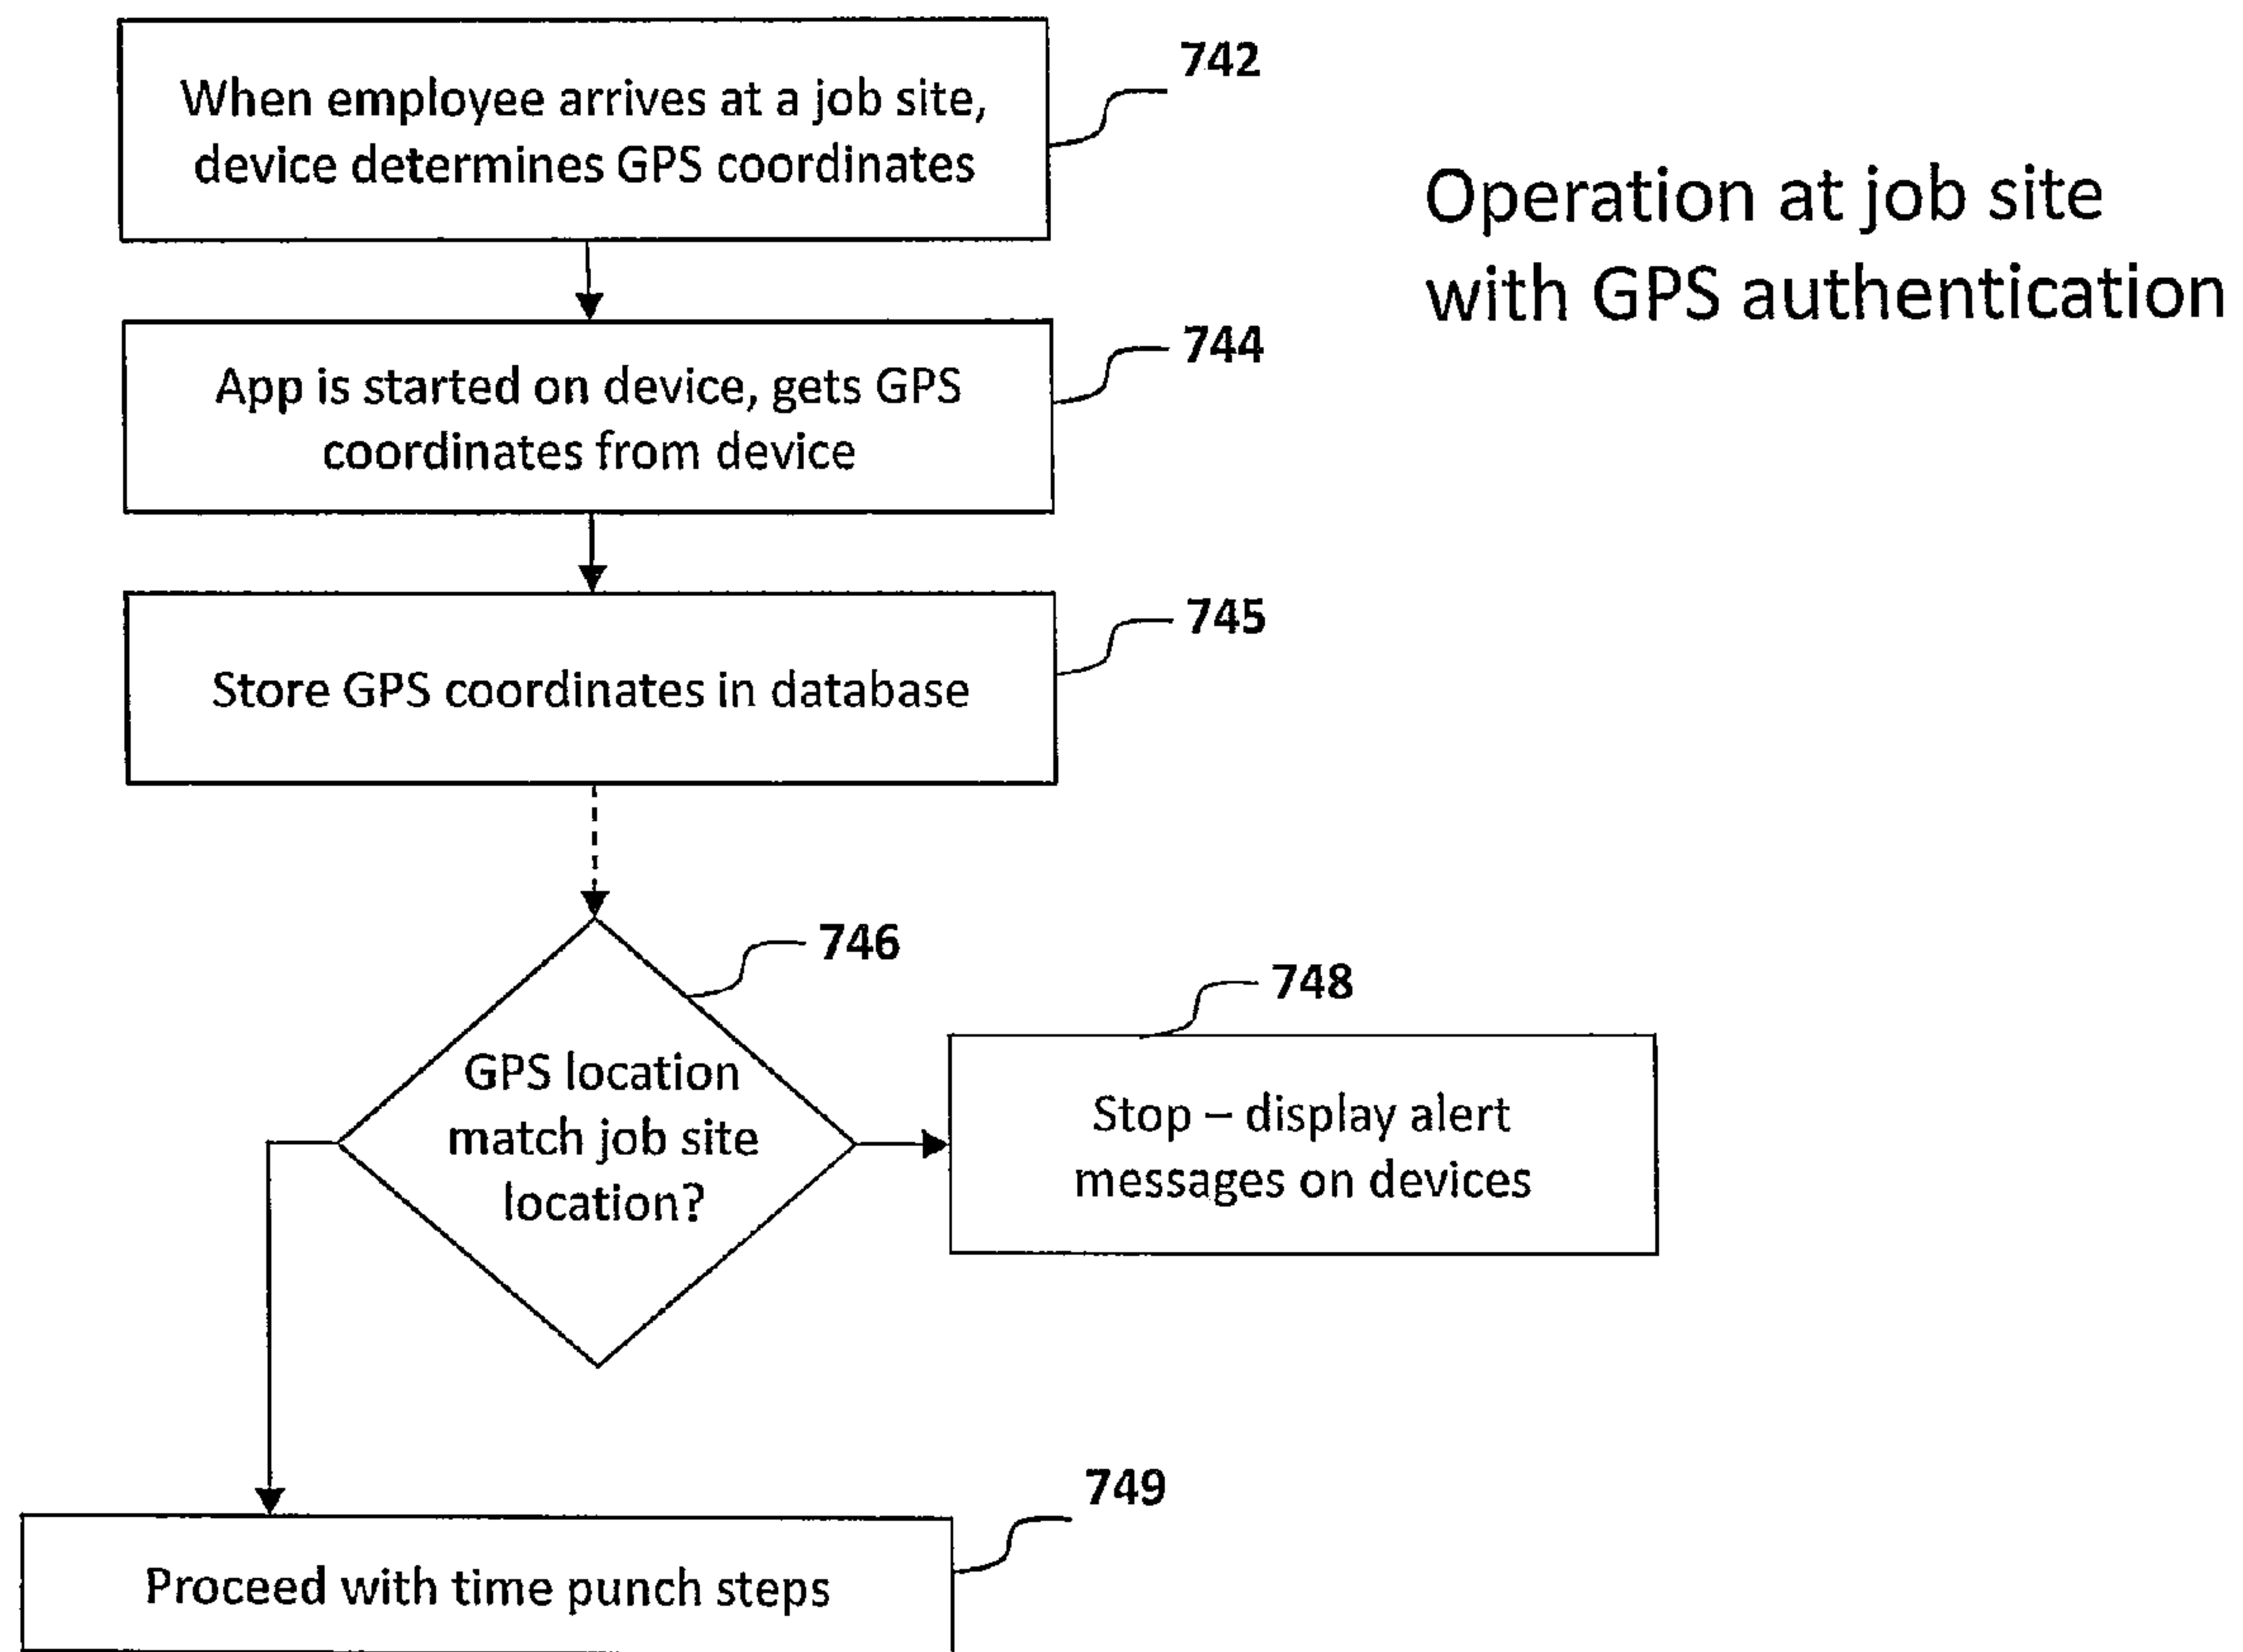 When employee arrives at a job site,
device determines GPS coordinates
742
Operation at job site
with GPS authentication
App is started on device, gets GPS
coordinates from device
744
Store GPS coordinates in database
745
GPS location
match job site
location?
746
Stop – display alert
messages on devices
748
Proceed with time punch steps
749